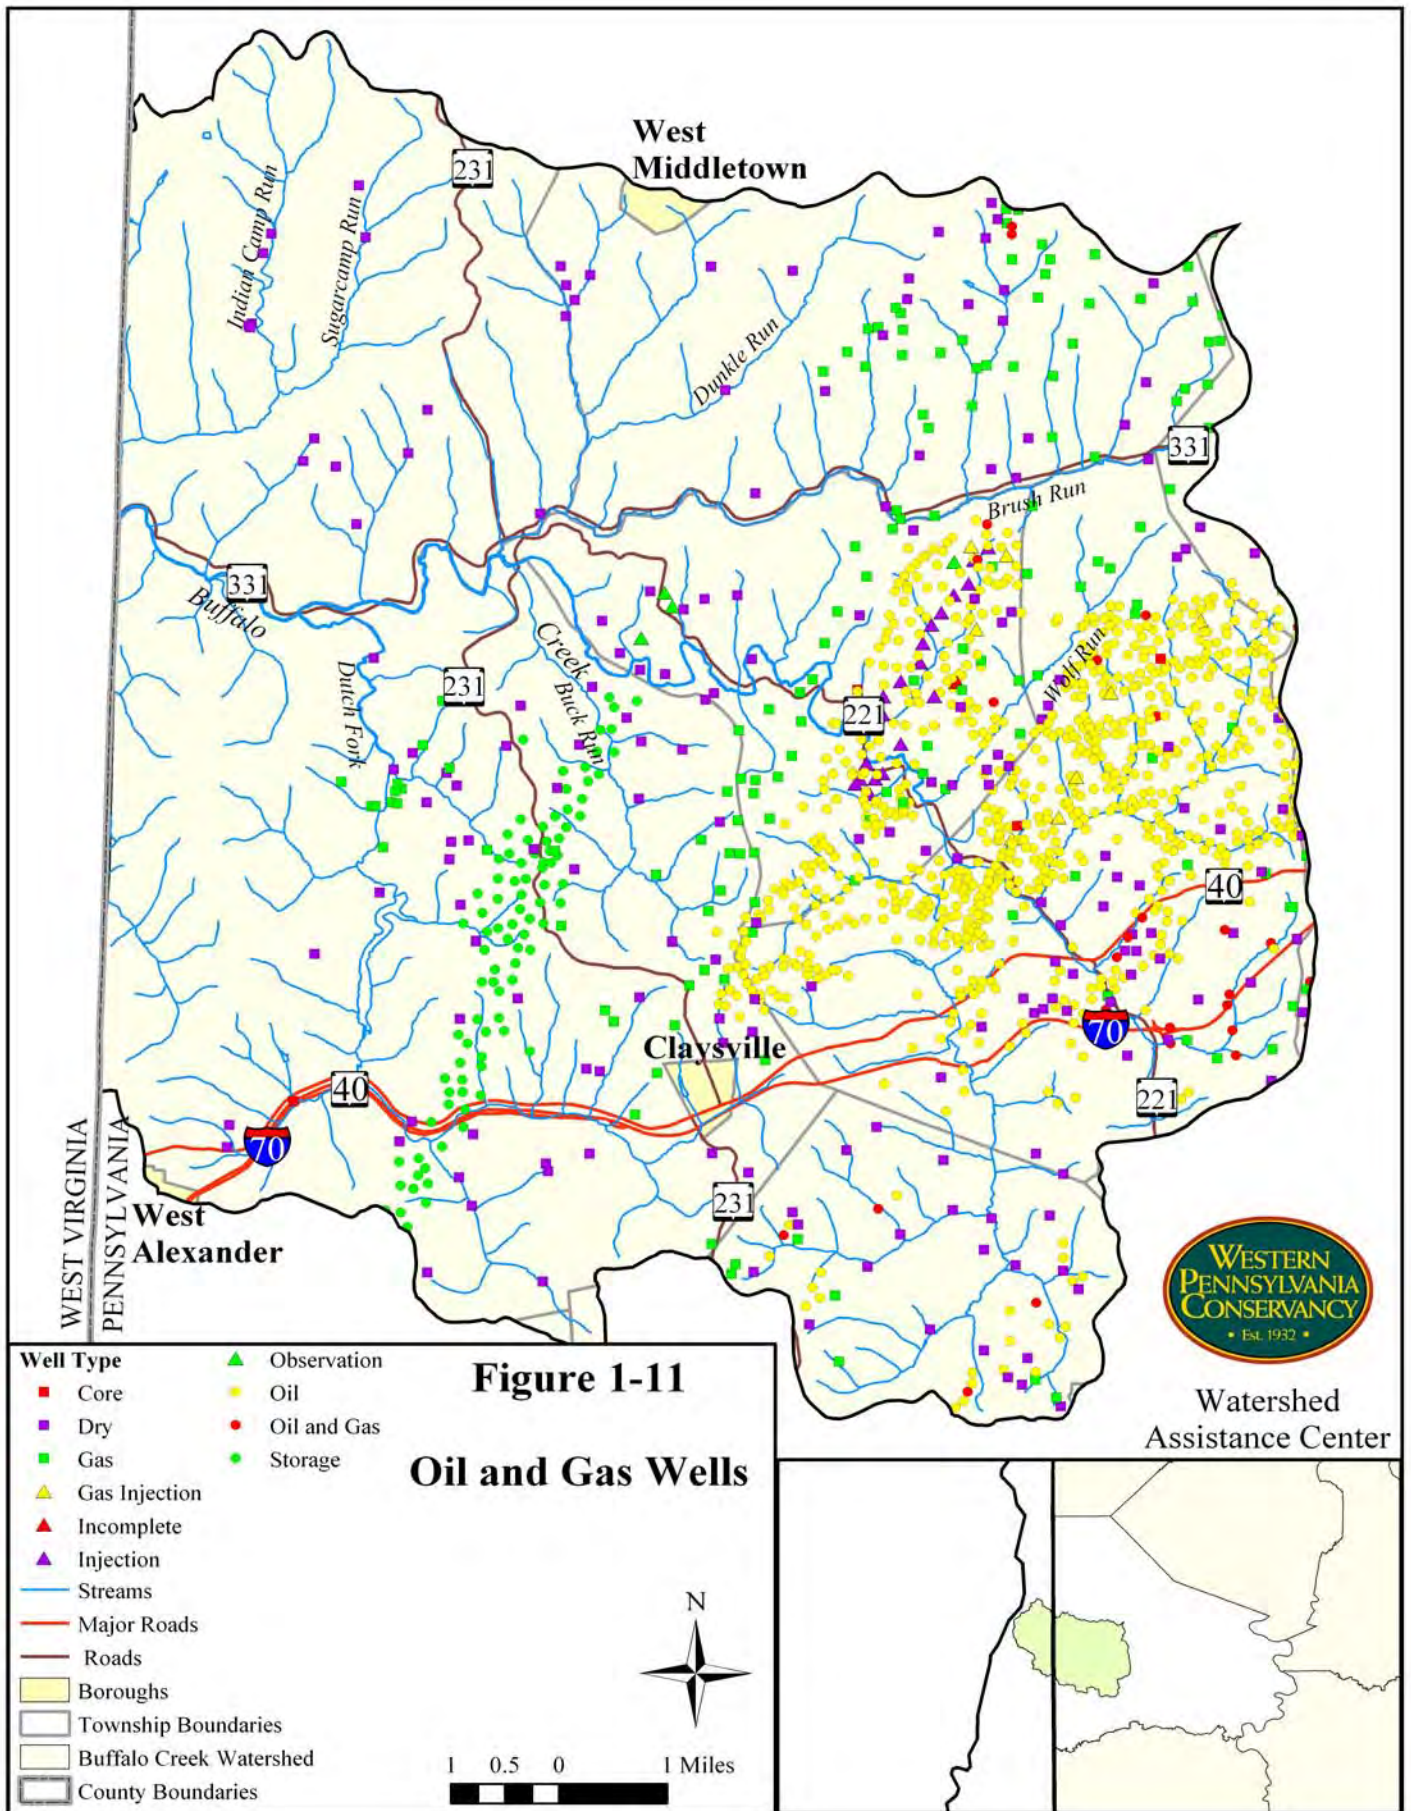 West
Middletown
231
Indian Camp Run
Sugarcamp Run
Dunkle Run
331
Brush Run
331
Buffalo
Creek
Dutch Fork
231
Buck Run
Wolf Run
221
40
Claysville
70
40
221
70
WEST VIRGINIA
PENNSYLVANIA
West
Alexander
231
WESTERN
PENNSYLVANIA
CONSERVANCY
• Est. 1932 •
Watershed
Assistance Center
Figure 1-11
Oil and Gas Wells
Well Type
Core
Dry
Gas
Gas Injection
Incomplete
Injection
Observation
Oil
Oil and Gas
Storage
Streams
Major Roads
Roads
Boroughs
Township Boundaries
Buffalo Creek Watershed
County Boundaries
N
1 0.5 0 1 Miles